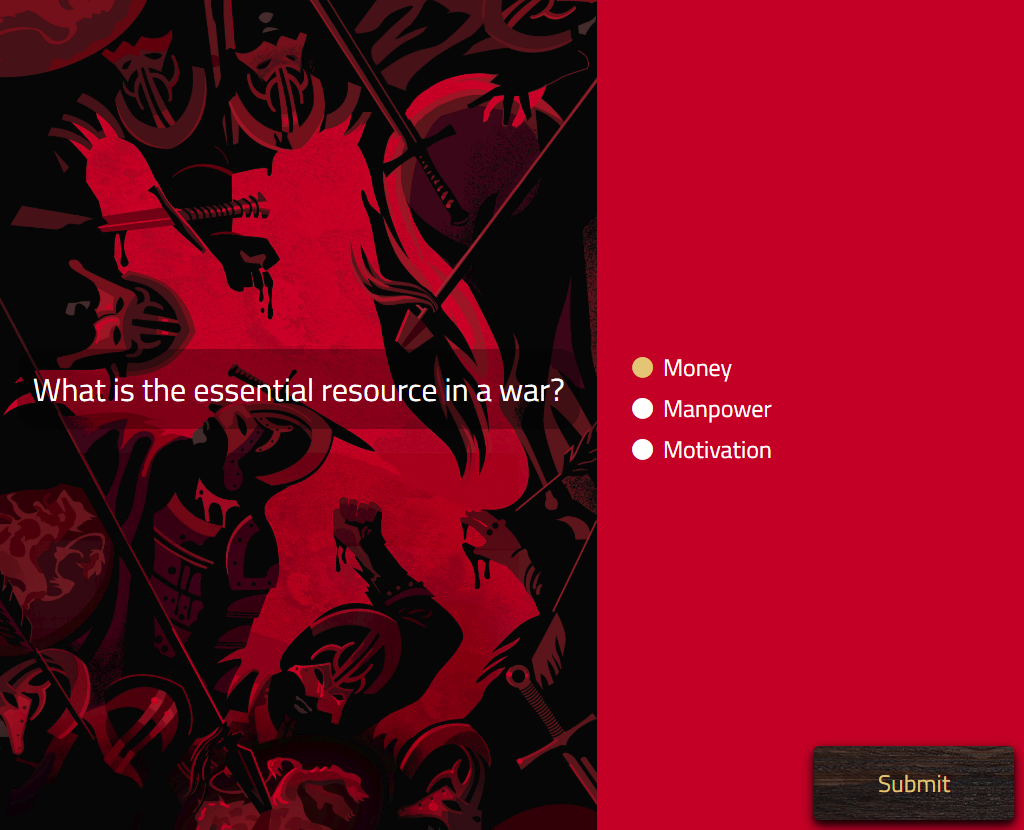 What is the essential resource in a war?
Money
Manpower
Motivation
Submit